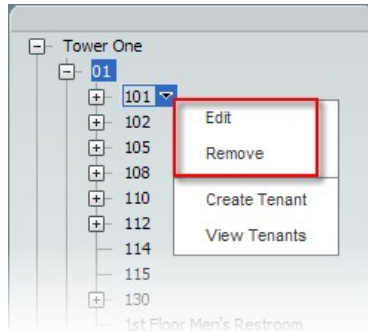 Tower One
01
101
102
105
108
110
112
114
115
130
1st Floor Men's Restroom
Edit
Remove
Create Tenant
View Tenants